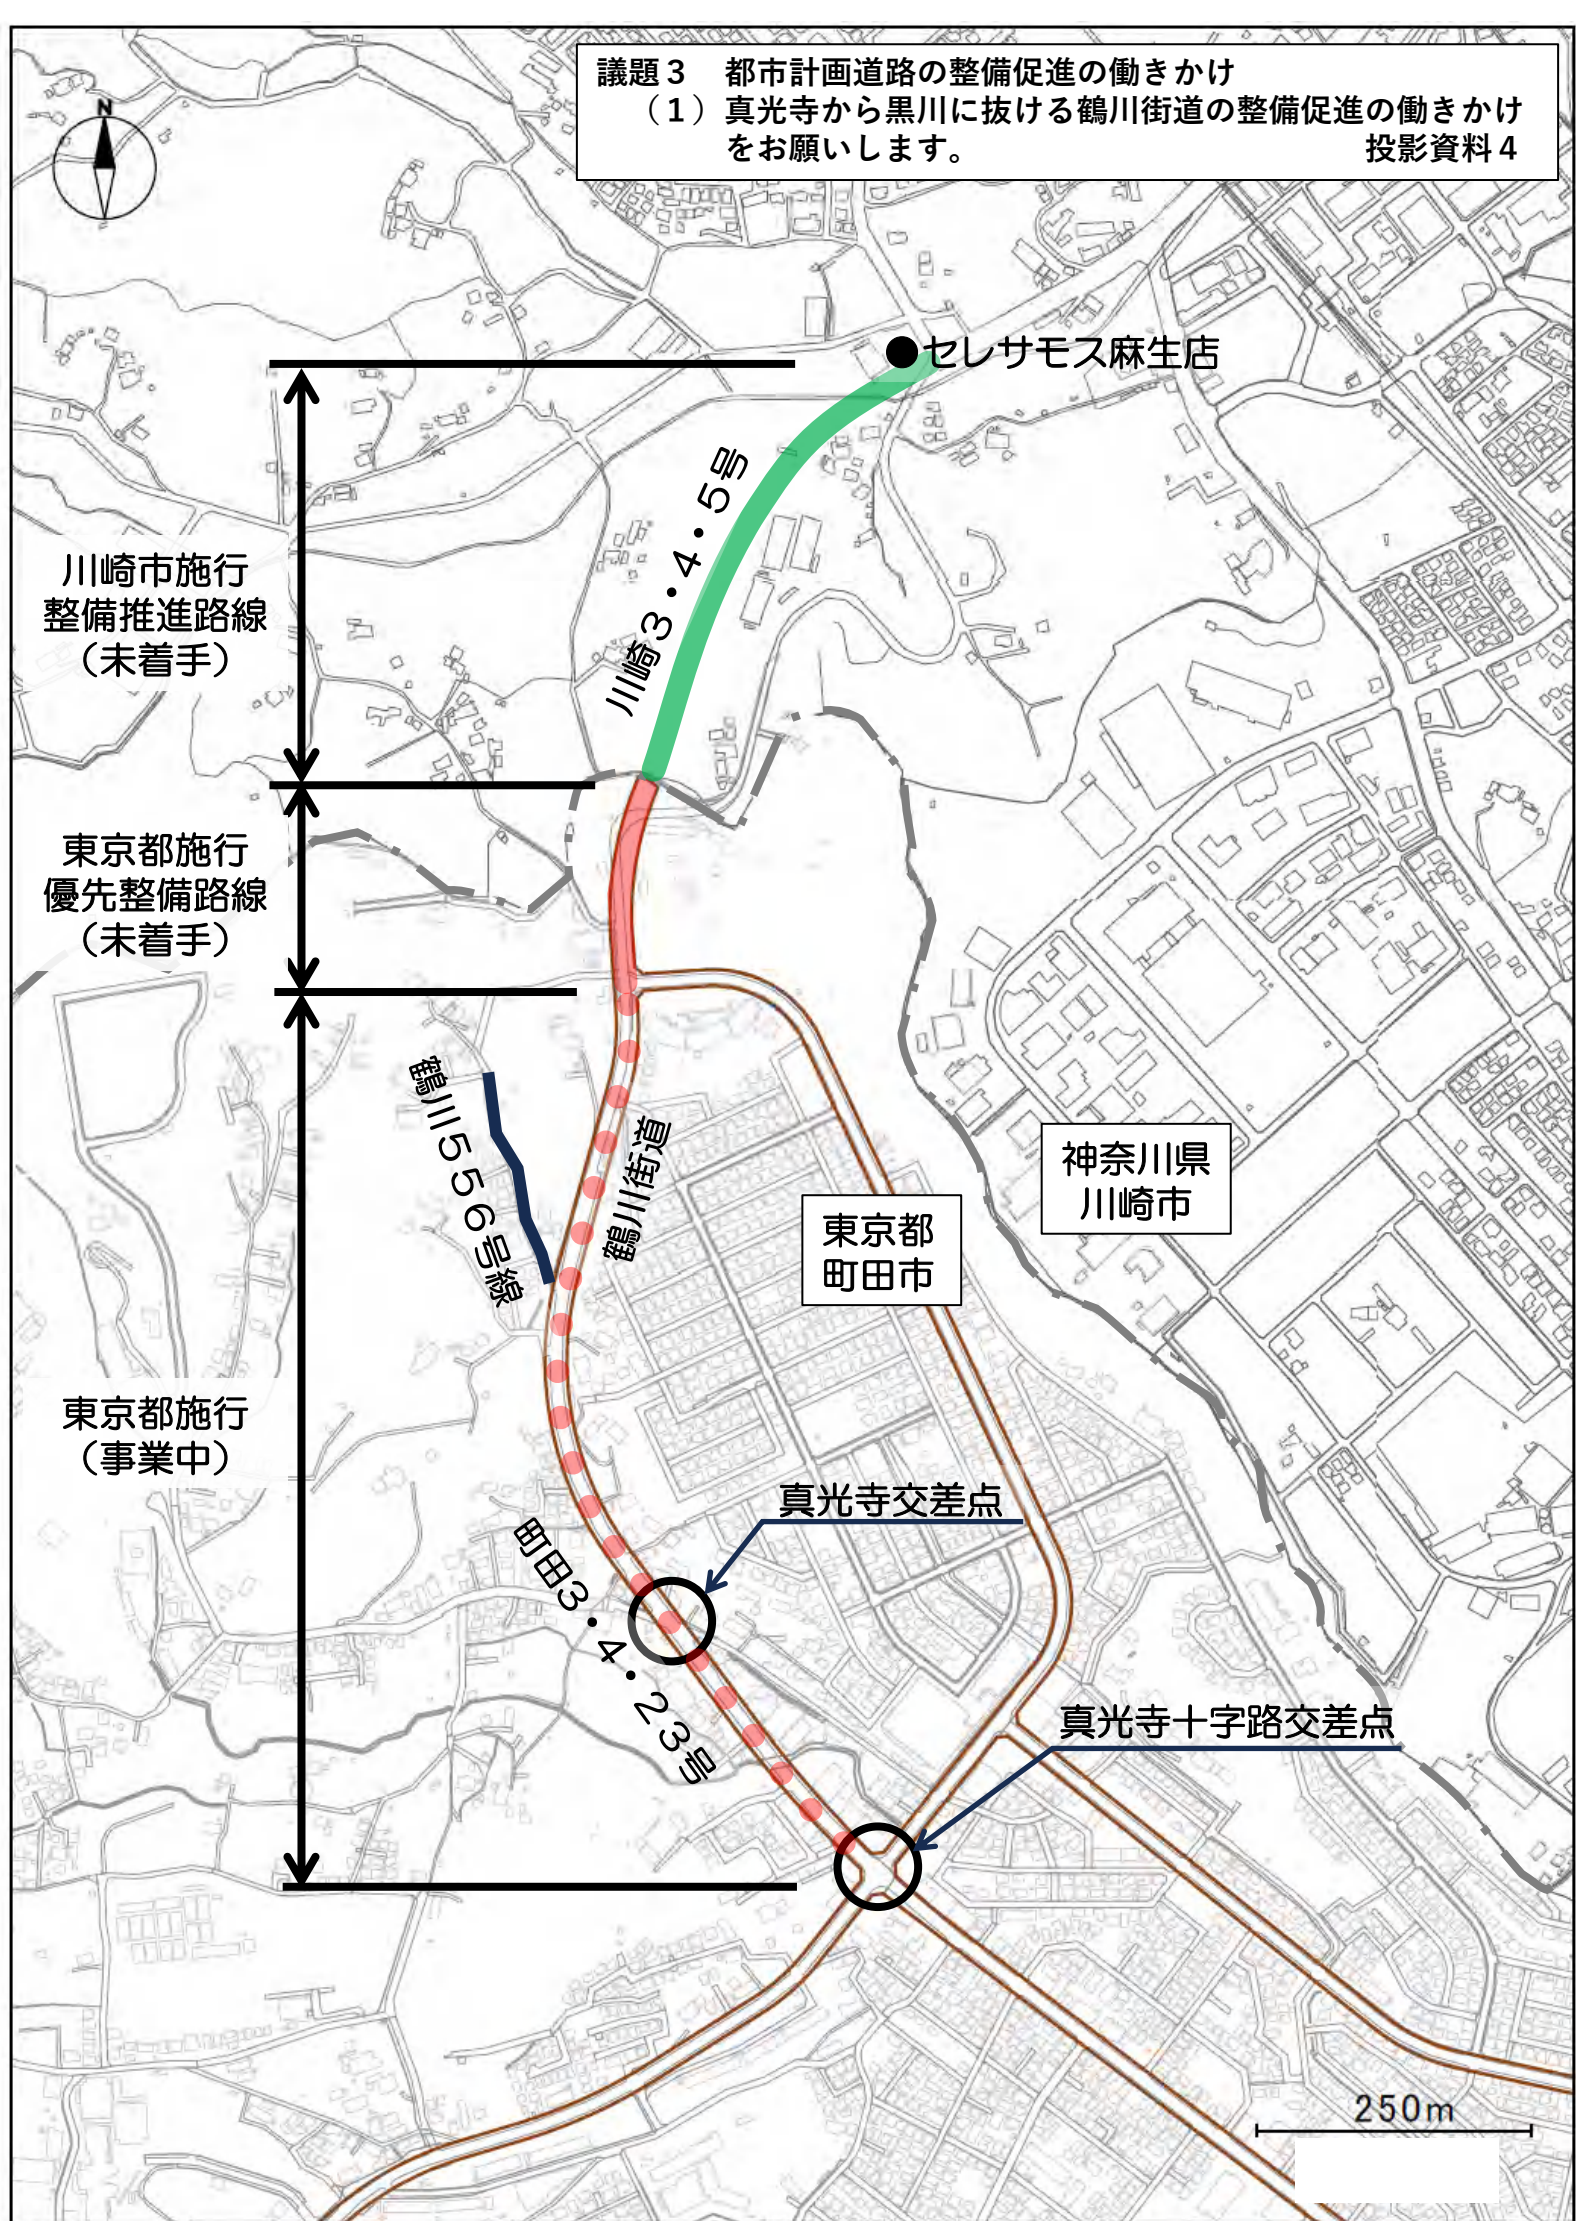 議題３　都市計画道路の整備促進の働きかけ
（１）真光寺から黒川に抜ける鶴川街道の整備促進の働きかけ
をお願いします。　投影資料４
N
セレサモス麻生店
川崎３・４・５号
川崎市施行
整備推進路線
（未着手）
東京都施行
優先整備路線
（未着手）
鶴川５５６号線
鶴川街道
神奈川県
川崎市
東京都
町田市
東京都施行
（事業中）
真光寺交差点
町田３・４・２３号
真光寺十字路交差点
250m